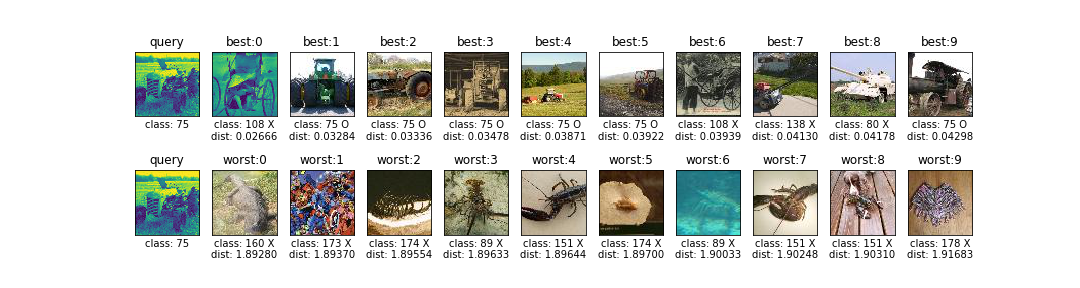 query best:0 best:1 best:2 best:3 best:4 best:5 best:6 best:7 best:8 best:9
class: 75 class: 108 X class: 75 O class: 75 O class: 75 O class: 75 O class: 75 O class: 108 X class: 138 X class: 80 X class: 75 O
dist: 0.02666 dist: 0.03284 dist: 0.03336 dist: 0.03478 dist: 0.03871 dist: 0.03922 dist: 0.03939 dist: 0.04130 dist: 0.04178 dist: 0.04298
query worst:0 worst:1 worst:2 worst:3 worst:4 worst:5 worst:6 worst:7 worst:8 worst:9
class: 75 class: 160 X class: 173 X class: 174 X class: 89 X class: 151 X class: 174 X class: 89 X class: 151 X class: 151 X class: 178 X
dist: 1.89280 dist: 1.89370 dist: 1.89554 dist: 1.89633 dist: 1.89644 dist: 1.89700 dist: 1.90033 dist: 1.90248 dist: 1.90310 dist: 1.91683